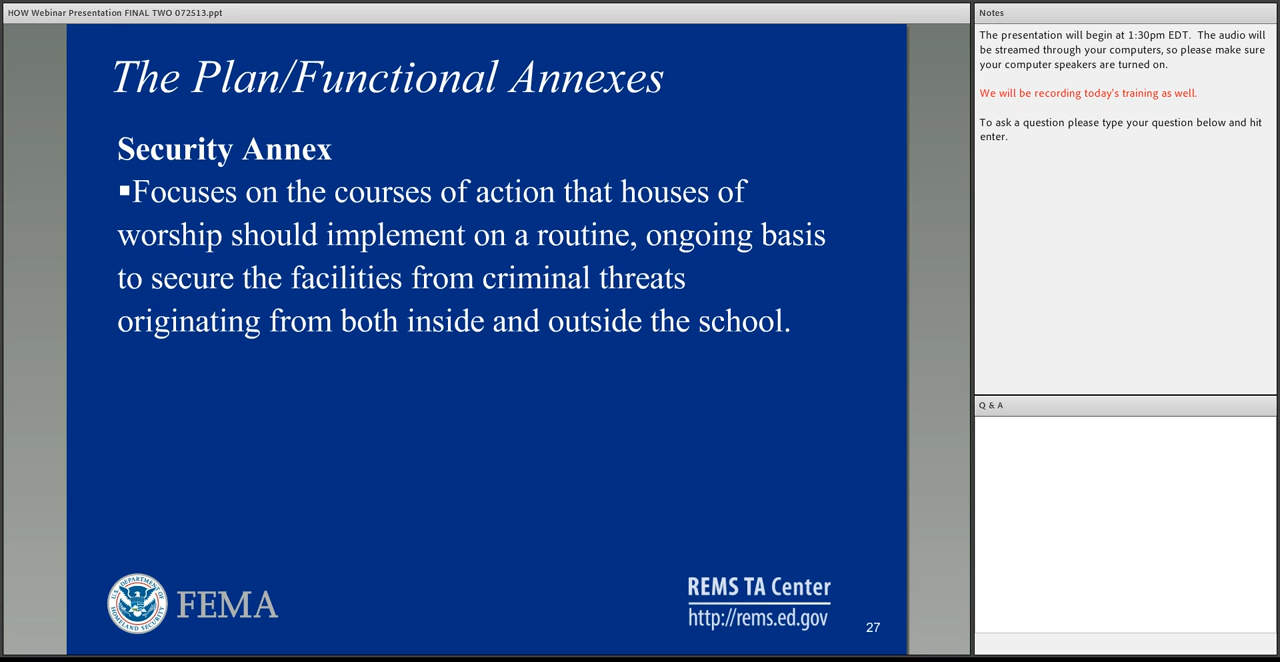 HOW Webinar Presentation FINAL TWO 072513.ppt
The Plan/Functional Annexes
Security Annex
▪Focuses on the courses of action that houses of
worship should implement on a routine, ongoing basis
to secure the facilities from criminal threats
originating from both inside and outside the school.
U.S. DEPARTMENT OF
HOMELAND SECURITY
FEMA
REMS TA Center
http://rems.ed.gov
27
Notes
The presentation will begin at 1:30pm EDT.  The audio will
be streamed through your computers, so please make sure
your computer speakers are turned on.
We will be recording today's training as well.
To ask a question please type your question below and hit
enter.
Q & A